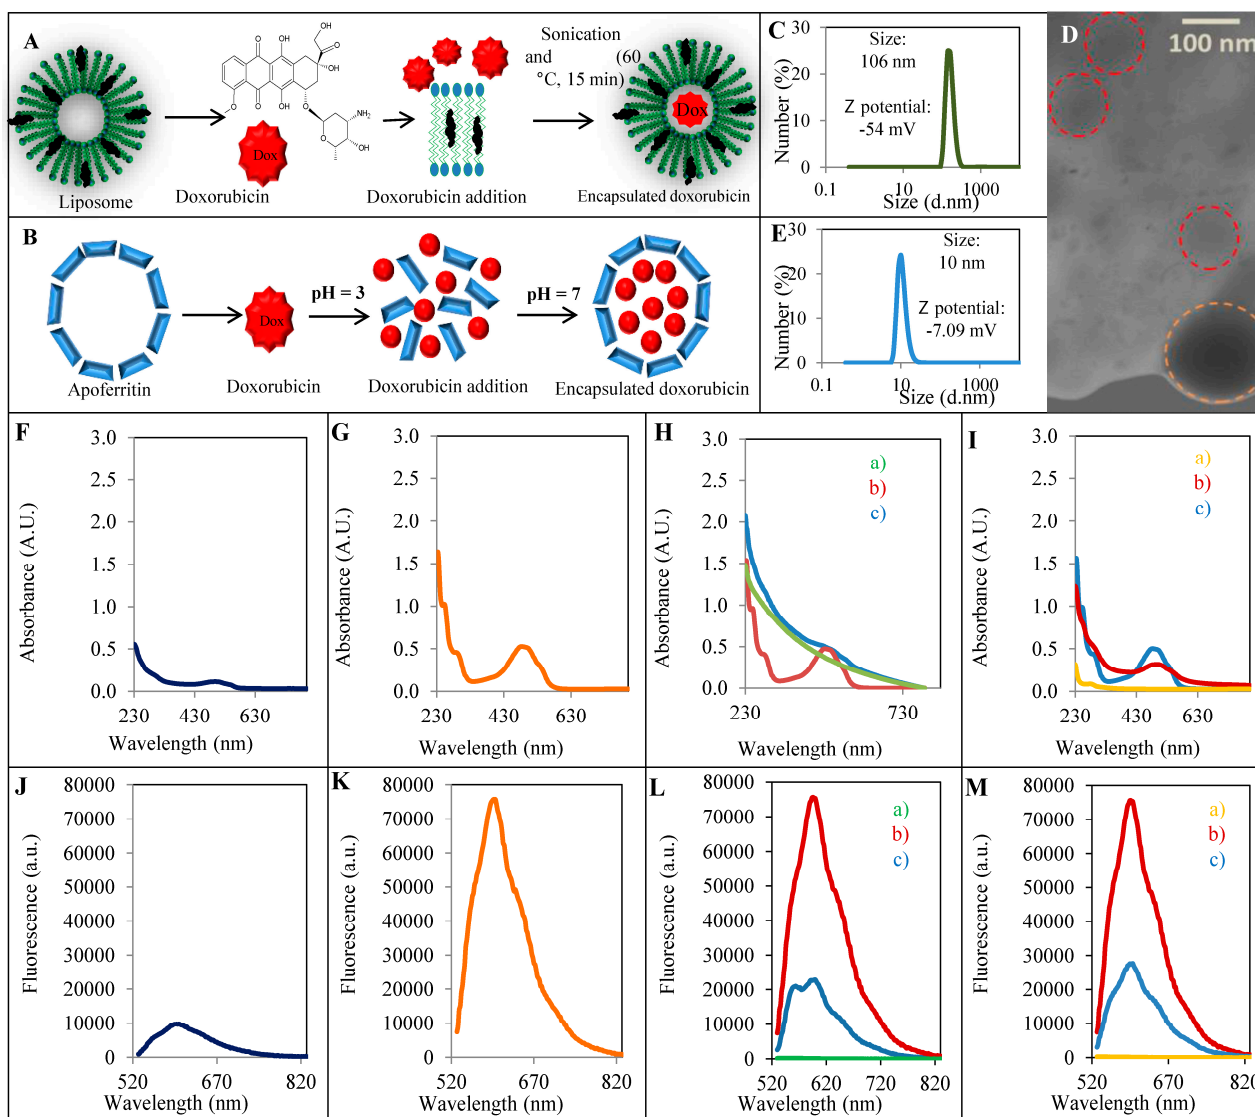 A
Liposome
O
OH
O
OH
OH
O
OH
O
O
OH
O
NH2
OH
Dox
Doxorubicin
Doxorubicin addition
Sonication
and (60
°C, 15 min)
Dox
Encapsulated doxorubicin
B
Apoferritin
Dox
Doxorubicin
pH = 3
Doxorubicin addition
pH = 7
Encapsulated doxorubicin
C
Size:
106 nm
Z potential:
-54 mV
Number (%)
30
20
10
0
0.1 10 1000
Size (d.nm)
D
100 nm
E
Size:
10 nm
Z potential:
-7.09 mV
Number (%)
30
20
10
0
0.1 10 1000
Size (d.nm)
F
Absorbance (A.U.)
3.0
2.5
2.0
1.5
1.0
0.5
0.0
230 430 630
Wavelength (nm)
G
Absorbance (A.U.)
3.0
2.5
2.0
1.5
1.0
0.5
0.0
230 430 630
Wavelength (nm)
H
a)
b)
c)
Absorbance (A.U.)
3.0
2.5
2.0
1.5
1.0
0.5
0.0
230 730
Wavelength (nm)
I
a)
b)
c)
Absorbance (A.U.)
3.0
2.5
2.0
1.5
1.0
0.5
0.0
230 430 630
Wavelength (nm)
J
Fluorescence (a.u.)
80000
70000
60000
50000
40000
30000
20000
10000
0
520 670 820
Wavelength (nm)
K
Fluorescence (a.u.)
80000
70000
60000
50000
40000
30000
20000
10000
0
520 670 820
Wavelength (nm)
L
a)
b)
c)
Fluorescence (a.u.)
80000
70000
60000
50000
40000
30000
20000
10000
0
520 620 720 820
Wavelength (nm)
M
a)
b)
c)
Fluorescence (a.u.)
80000
70000
60000
50000
40000
30000
20000
10000
0
520 670 820
Wavelength (nm)